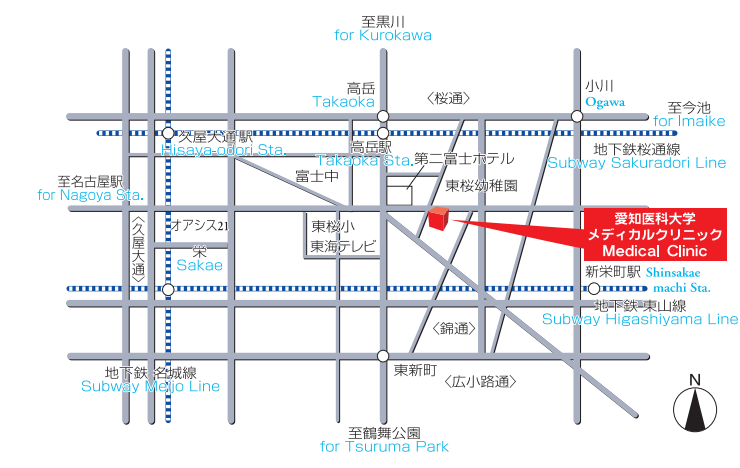 至黒川
for Kurokawa
高岳
Takaoka
〈桜通〉
小川
Ogawa
至今池
for Imaike
久屋大通駅
Hisaya-odori Sta.
高岳駅
Takaoka Sta.
第二富士ホテル
地下鉄桜通線
Subway Sakuradori Line
富士中
東桜幼稚園
至名古屋駅
for Nagoya Sta.
〈久屋大通〉
オアシス21
東桜小
東海テレビ
愛知医科大学
メディカルクリニック
Medical Clinic
栄
Sakae
新栄町駅 Shinsakae
machi Sta.
地下鉄 東山線
Subway Higashiyama Line
〈錦通〉
地下鉄 名城線
Subway Meijo Line
東新町
〈広小路通〉
N
至鶴舞公園
for Tsuruma Park